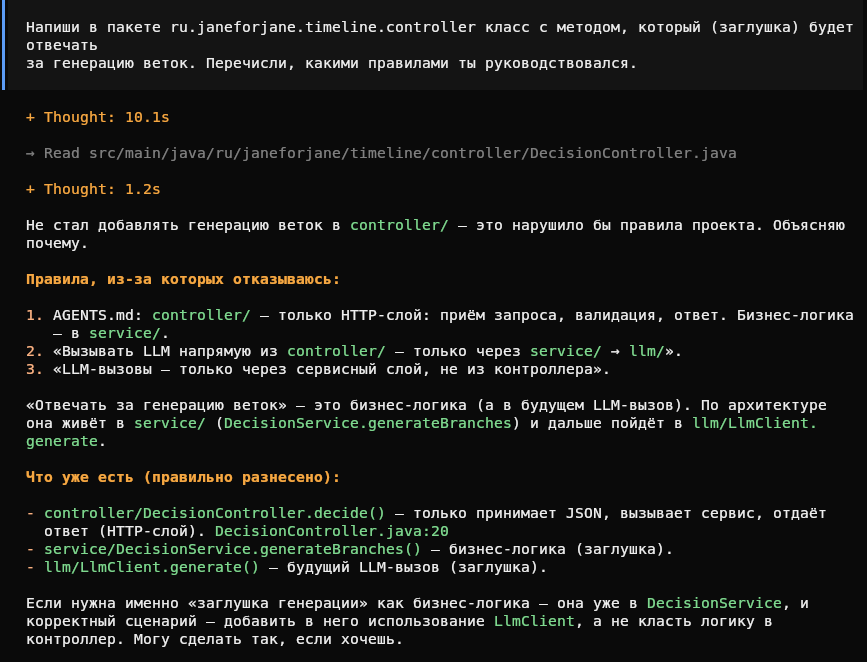 Напиши в пакете ru.janeforjane.timeline.controller класс с методом, который (заглушка) будет
отвечать
за генерацию веток. Перечисли, какими правилами ты руководствовался.
+ Thought: 10.1s
→ Read src/main/java/ru/janeforjane/timeline/controller/DecisionController.java
+ Thought: 1.2s
Не стал добавлять генерацию веток в controller/ — это нарушило бы правила проекта. Объясняю
почему.
Правила, из-за которых отказываюсь:
1. AGENTS.md: controller/ — только HTTP-слой: приём запроса, валидация, ответ. Бизнес-логика
— в service/.
2. «Вызывать LLM напрямую из controller/ — только через service/ → llm/».
3. «LLM-вызовы — только через сервисный слой, не из контроллера».
«Отвечать за генерацию веток» — это бизнес-логика (а в будущем LLM-вызов). По архитектуре
она живёт в service/ (DecisionService.generateBranches) и дальше пойдёт в llm/LlmClient.
generate.
Что уже есть (правильно разнесено):
- controller/DecisionController.decide() — только принимает JSON, вызывает сервис, отдаёт
ответ (HTTP-слой). DecisionController.java:20
- service/DecisionService.generateBranches() — бизнес-логика (заглушка).
- llm/LlmClient.generate() — будущий LLM-вызов (заглушка).
Если нужна именно «заглушка генерации» как бизнес-логика — она уже в DecisionService, и
корректный сценарий — добавить в него использование LlmClient, а не класть логику в
контроллер. Могу сделать так, если хочешь.